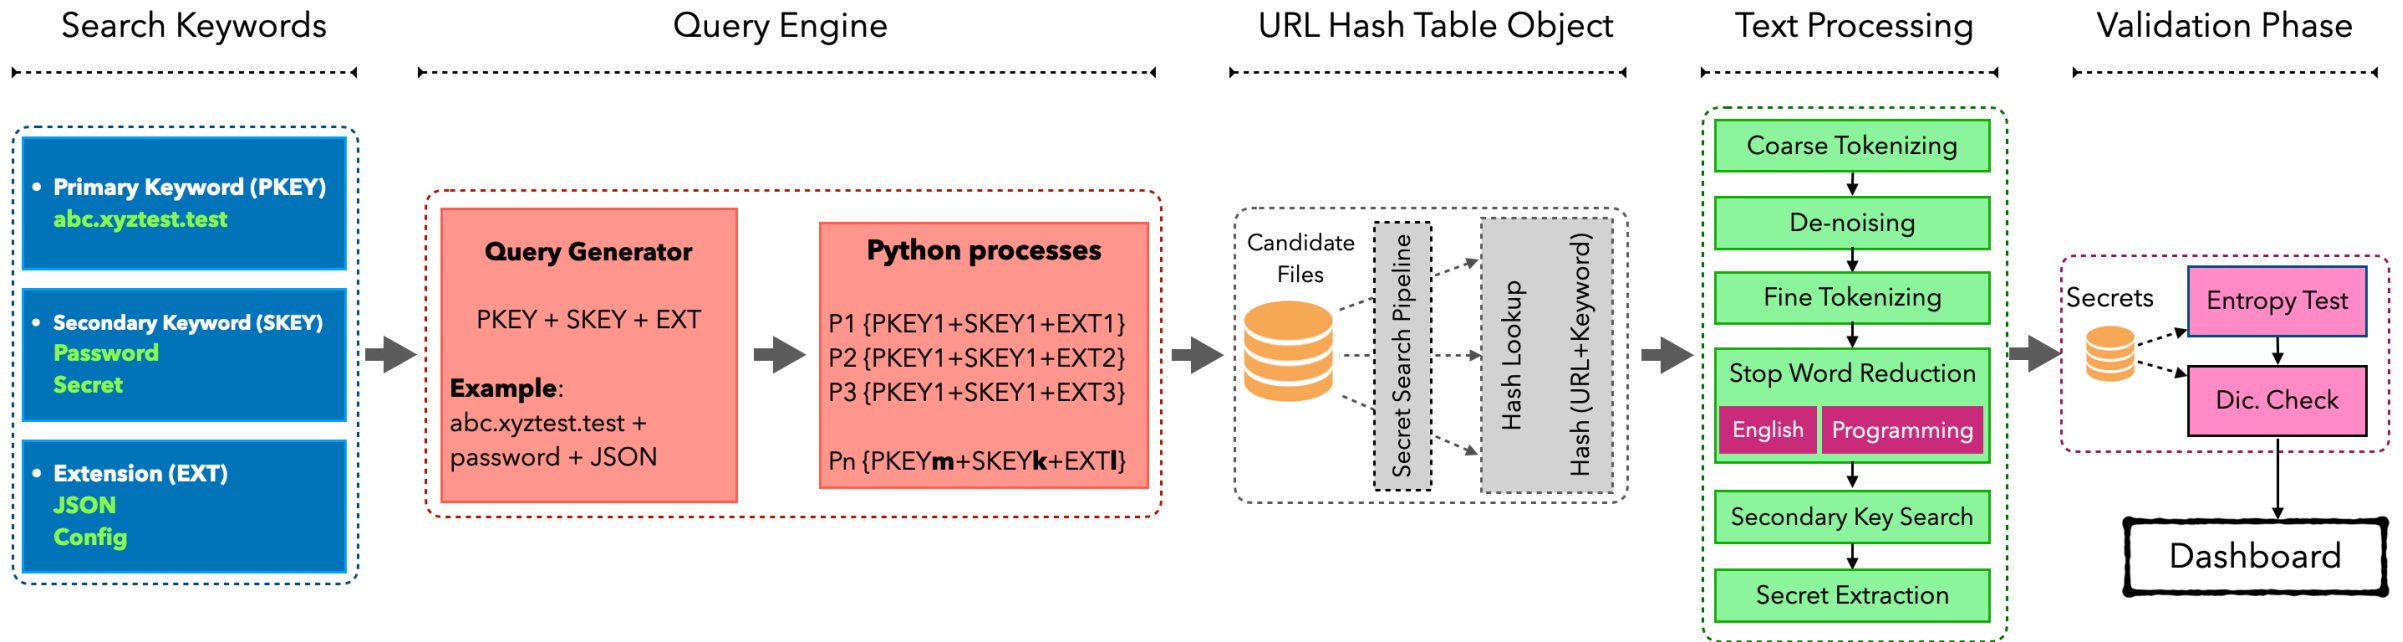 Search Keywords
Query Engine
URL Hash Table Object
Text Processing
Validation Phase
• Primary Keyword (PKEY)
abc.xyztest.test
• Secondary Keyword (SKEY)
Password
Secret
• Extension (EXT)
JSON
Config
Query Generator
PKEY + SKEY + EXT
Example:
abc.xyztest.test +
password + JSON
Python processes
P1 {PKEY1+SKEY1+EXT1}
P2 {PKEY1+SKEY1+EXT2}
P3 {PKEY1+SKEY1+EXT3}
Pn {PKEYm+SKEYk+EXTl}
Candidate
Files
Secret Search Pipeline
Hash Lookup
Hash (URL+Keyword)
Coarse Tokenizing
De-noising
Fine Tokenizing
Stop Word Reduction
English
Programming
Secondary Key Search
Secret Extraction
Secrets
Entropy Test
Dic. Check
Dashboard